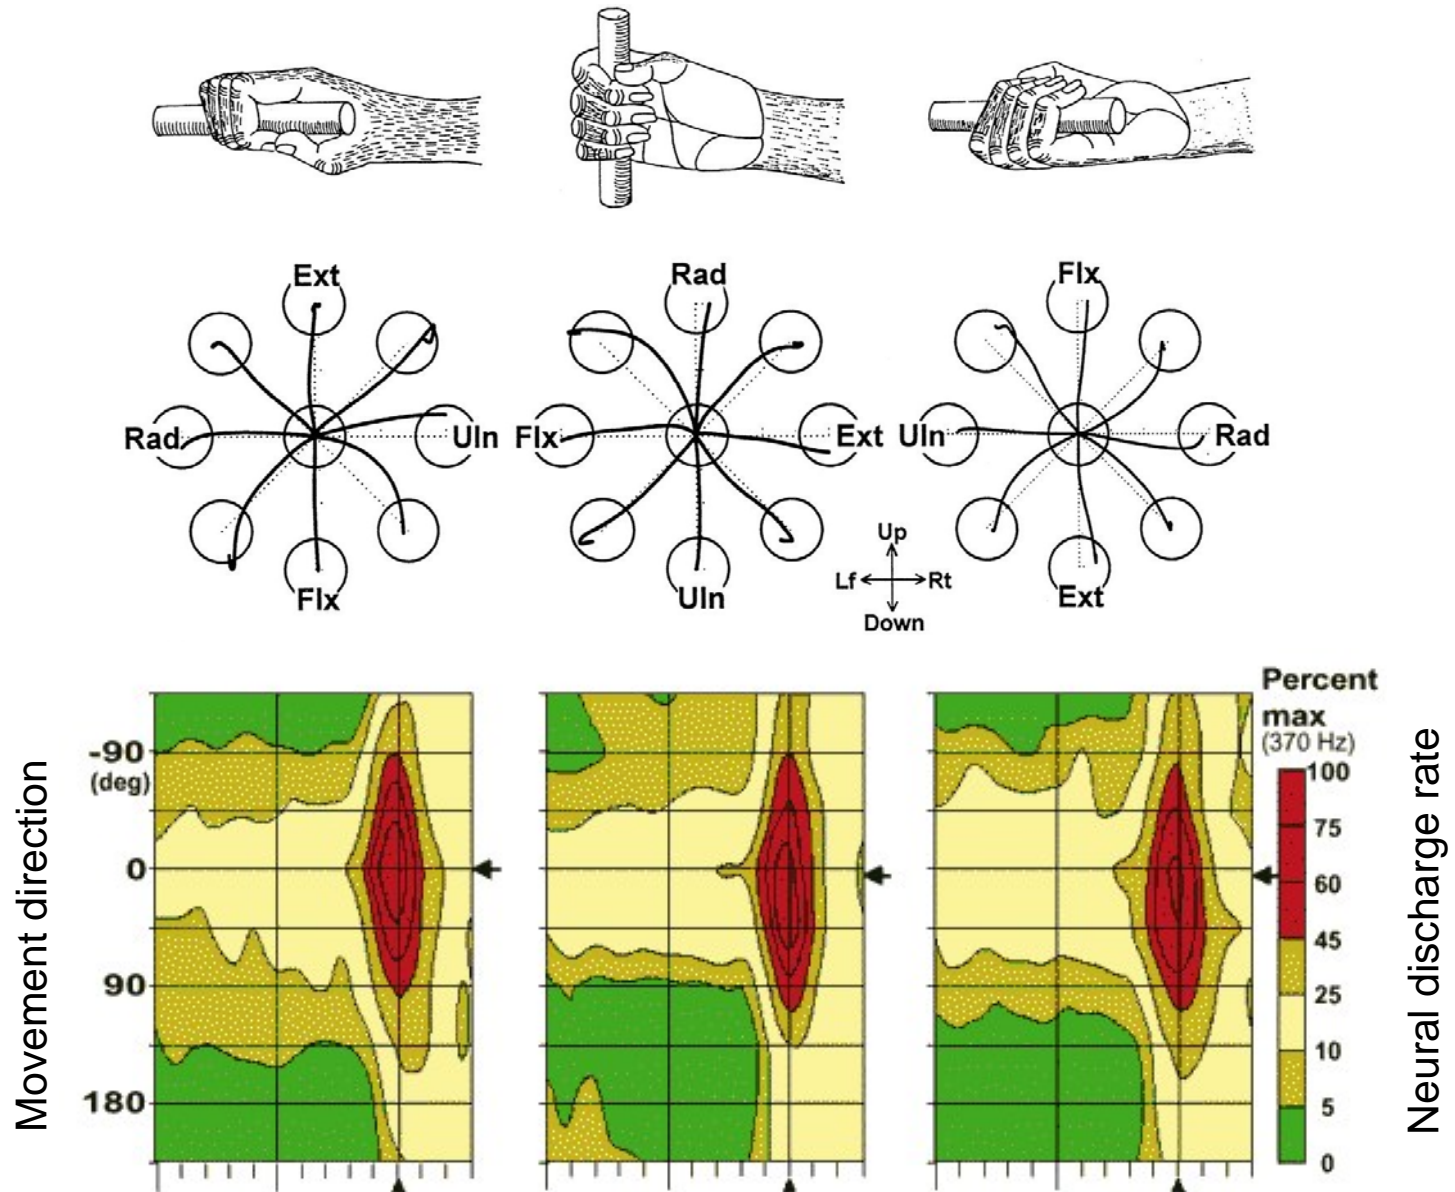 Ext
Rad
Uln
Flx
Rad
Flx
Ext
Uln
Flx
Uln
Rad
Ext
Up
Lf
Rt
Down
Movement direction
-90
(deg)
0
90
180
Percent
max
(370 Hz)
100
75
60
45
25
10
5
0
Neural discharge rate